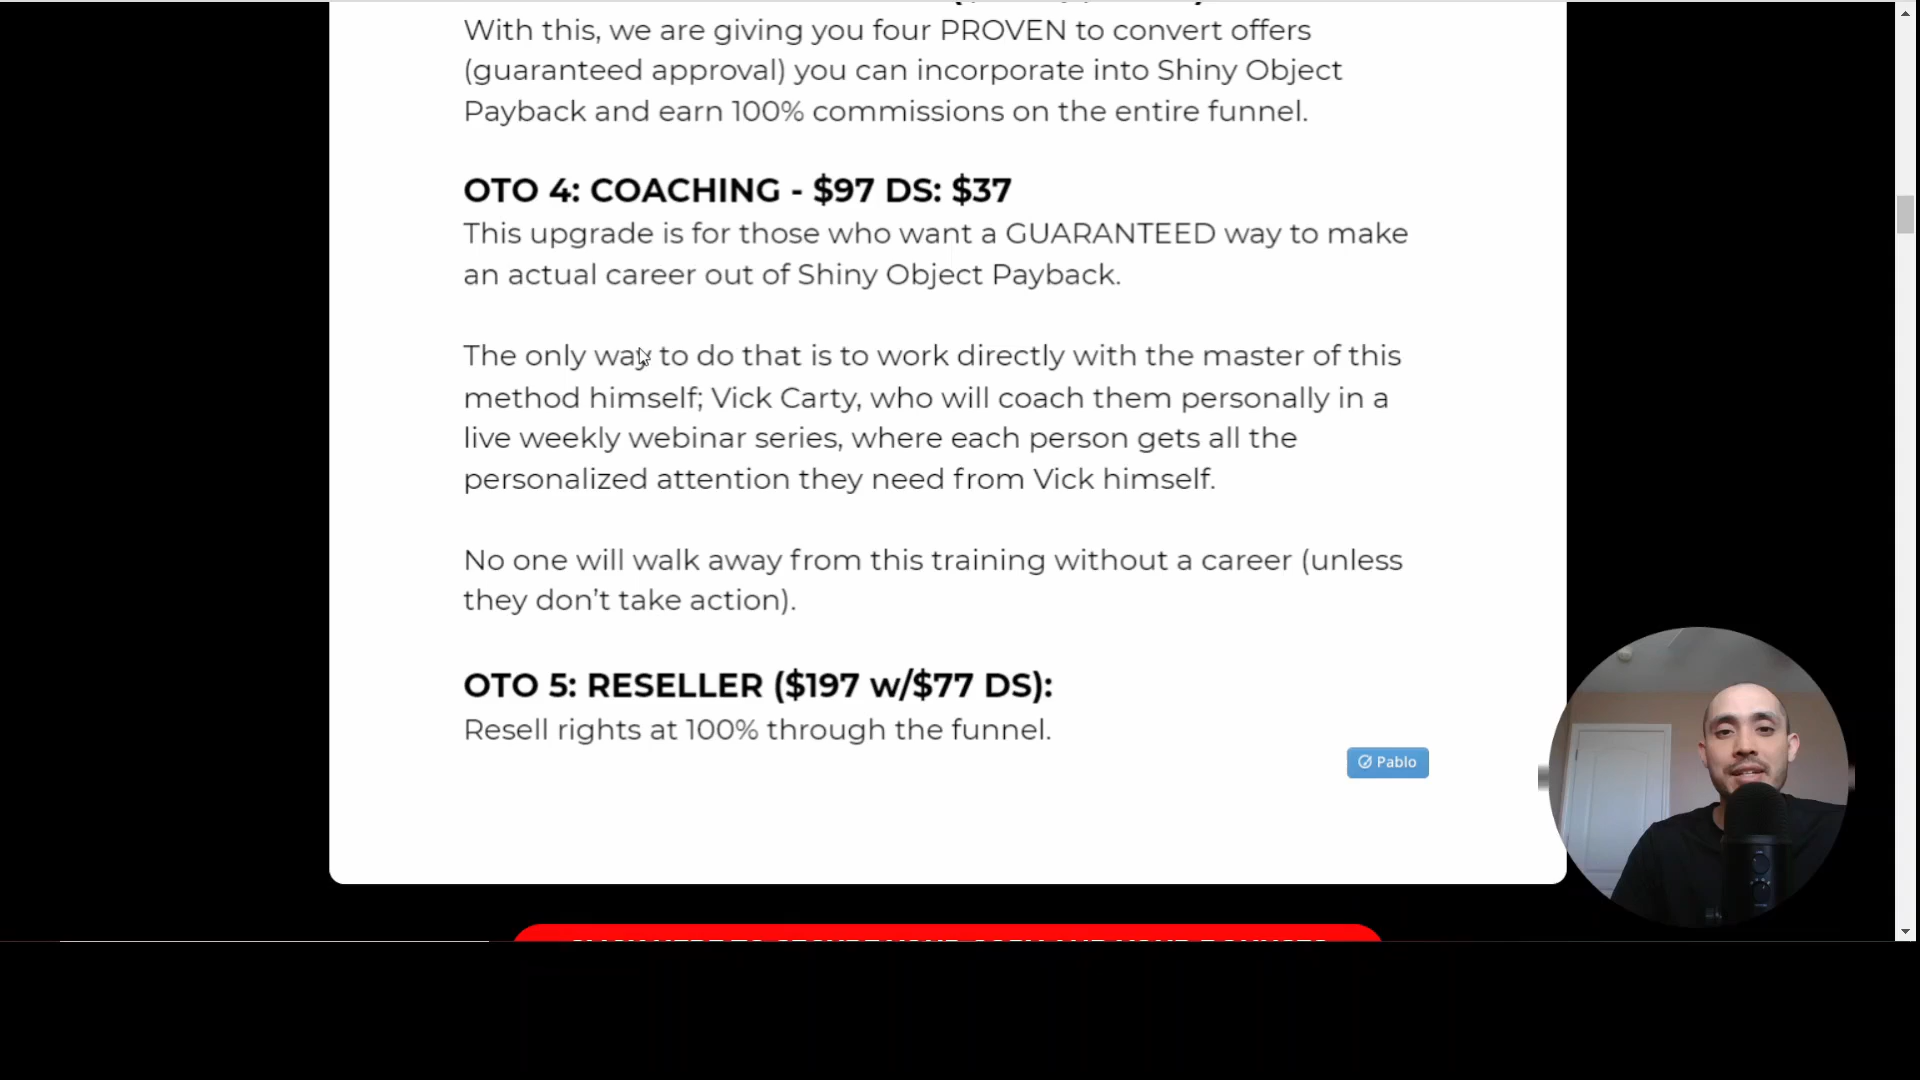 With this, we are giving you four PROVEN to convert offers
(guaranteed approval) you can incorporate into Shiny Object
Payback and earn 100% commissions on the entire funnel.
OTO 4: COACHING - $97 DS: $37
This upgrade is for those who want a GUARANTEED way to make
an actual career out of Shiny Object Payback.
The only way to do that is to work directly with the master of this
method himself; Vick Carty, who will coach them personally in a
live weekly webinar series, where each person gets all the
personalized attention they need from Vick himself.
No one will walk away from this training without a career (unless
they don't take action).
OTO 5: RESELLER ($197 w/$77 DS):
Resell rights at 100% through the funnel.
Pablo